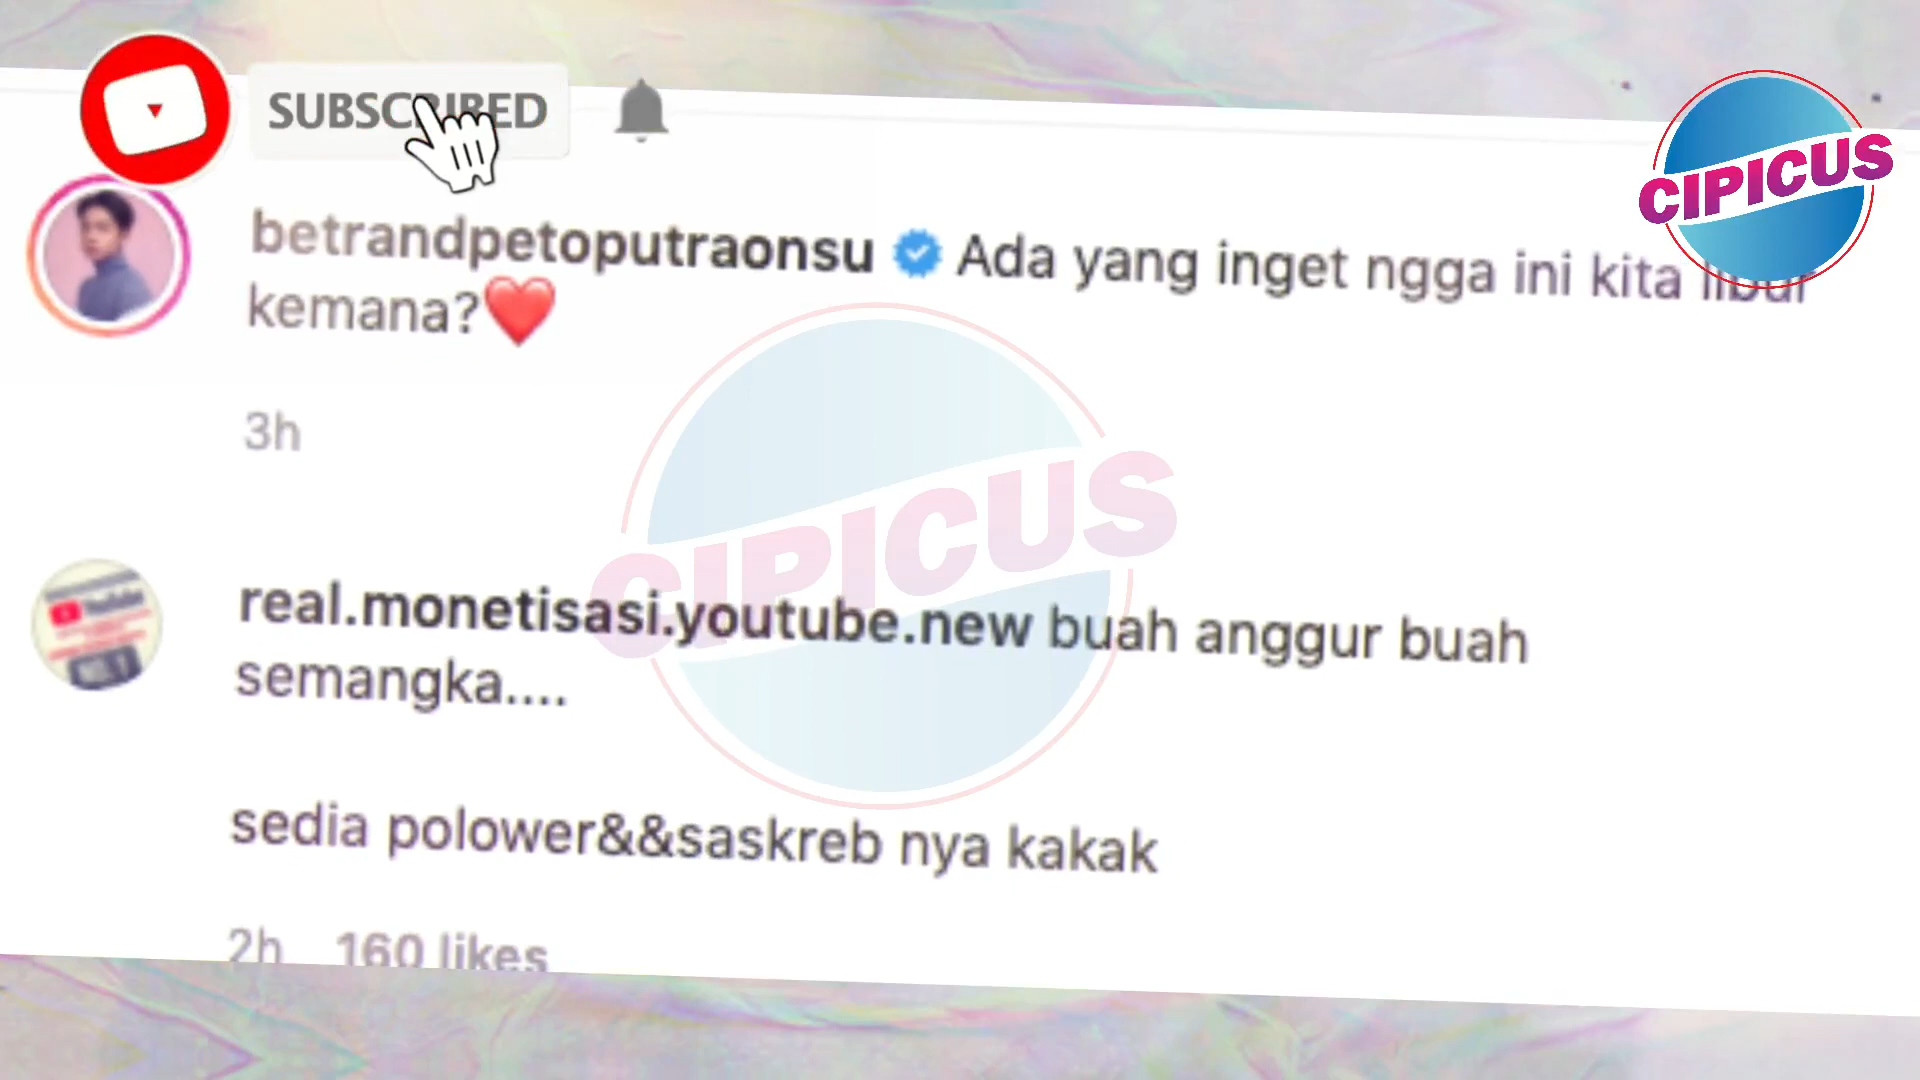 SUBSCRIBED
CIPICUS
betrandpetoputraonsu Ada yang inget ngga ini kita libur
kemana?❤️
3h
CIPICUS
real.monetisasi.youtube.new buah anggur buah
semangka....
sedia polower&&saskreb nya kakak
2h 160 likes